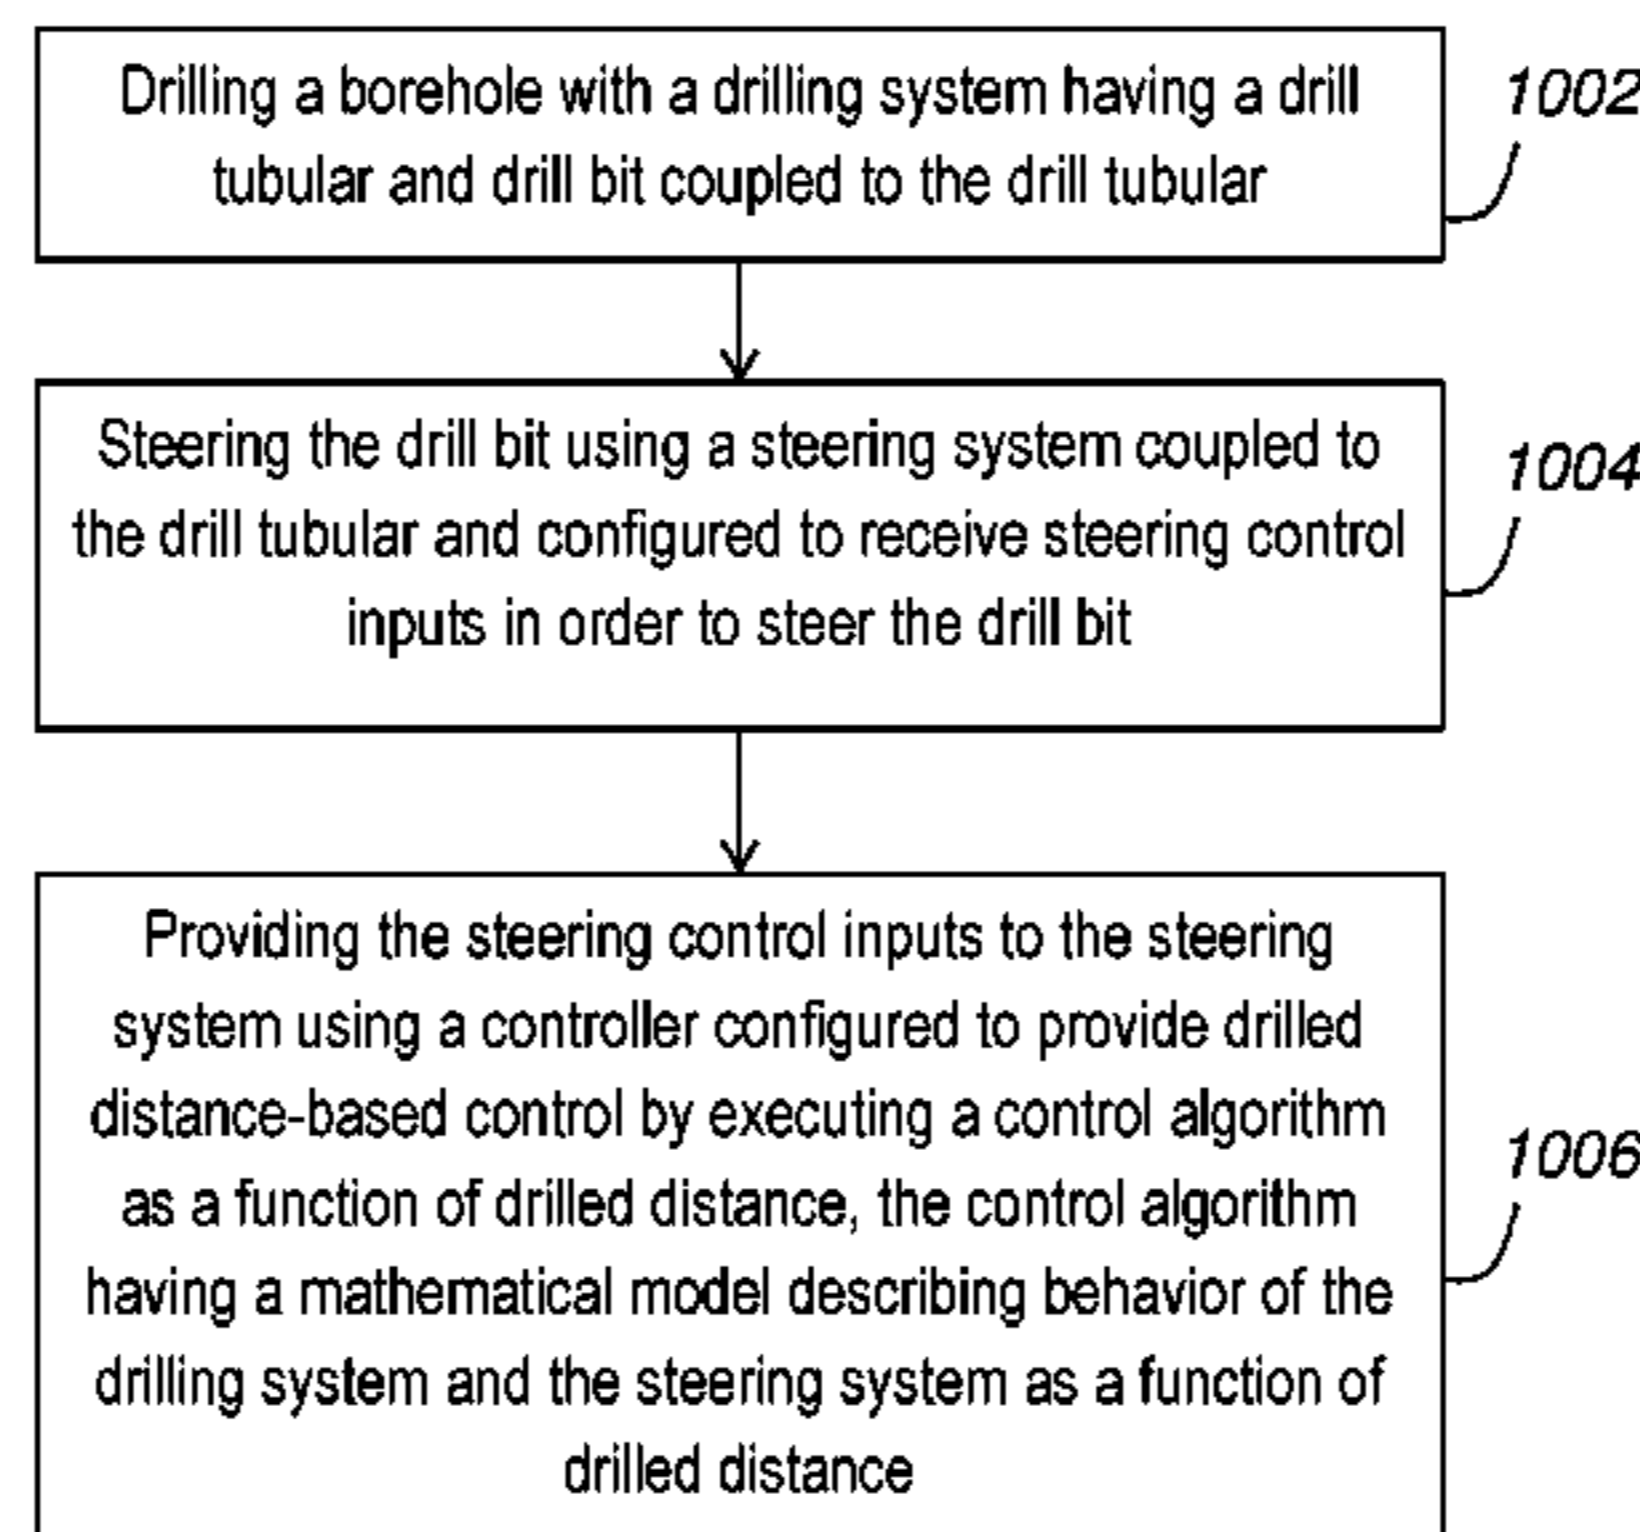 Drilling a borehole with a drilling system having a drill
tubular and drill bit coupled to the drill tubular
1002
Steering the drill bit using a steering system coupled to
the drill tubular and configured to receive steering control
inputs in order to steer the drill bit
1004
Providing the steering control inputs to the steering
system using a controller configured to provide drilled
distance-based control by executing a control algorithm
as a function of drilled distance, the control algorithm
having a mathematical model describing behavior of the
drilling system and the steering system as a function of
drilled distance
1006